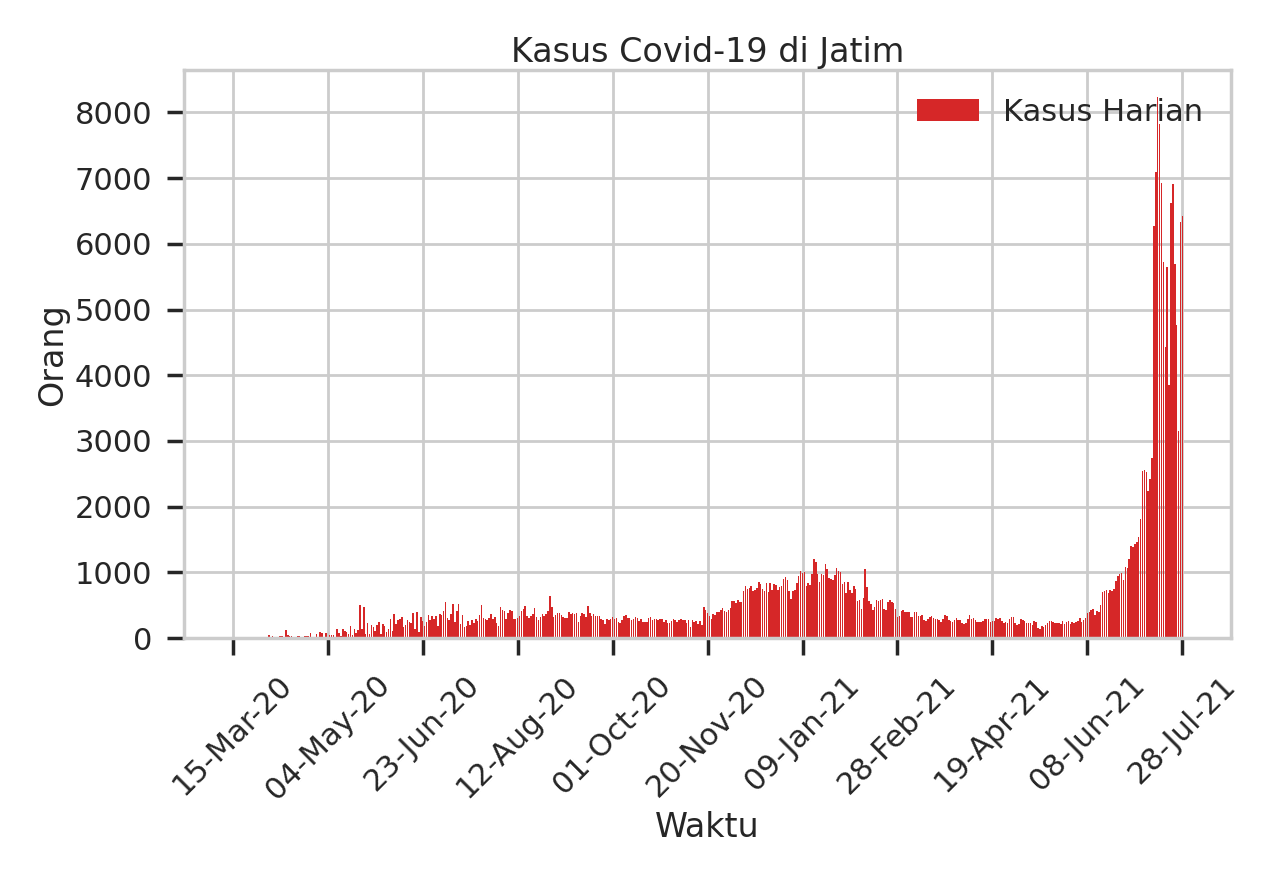 Kasus Covid-19 di Jatim
Kasus Harian
Orang
8000
7000
6000
5000
4000
3000
2000
1000
0
15-Mar-20
04-May-20
23-Jun-20
12-Aug-20
01-Oct-20
20-Nov-20
09-Jan-21
28-Feb-21
19-Apr-21
08-Jun-21
28-Jul-21
Waktu